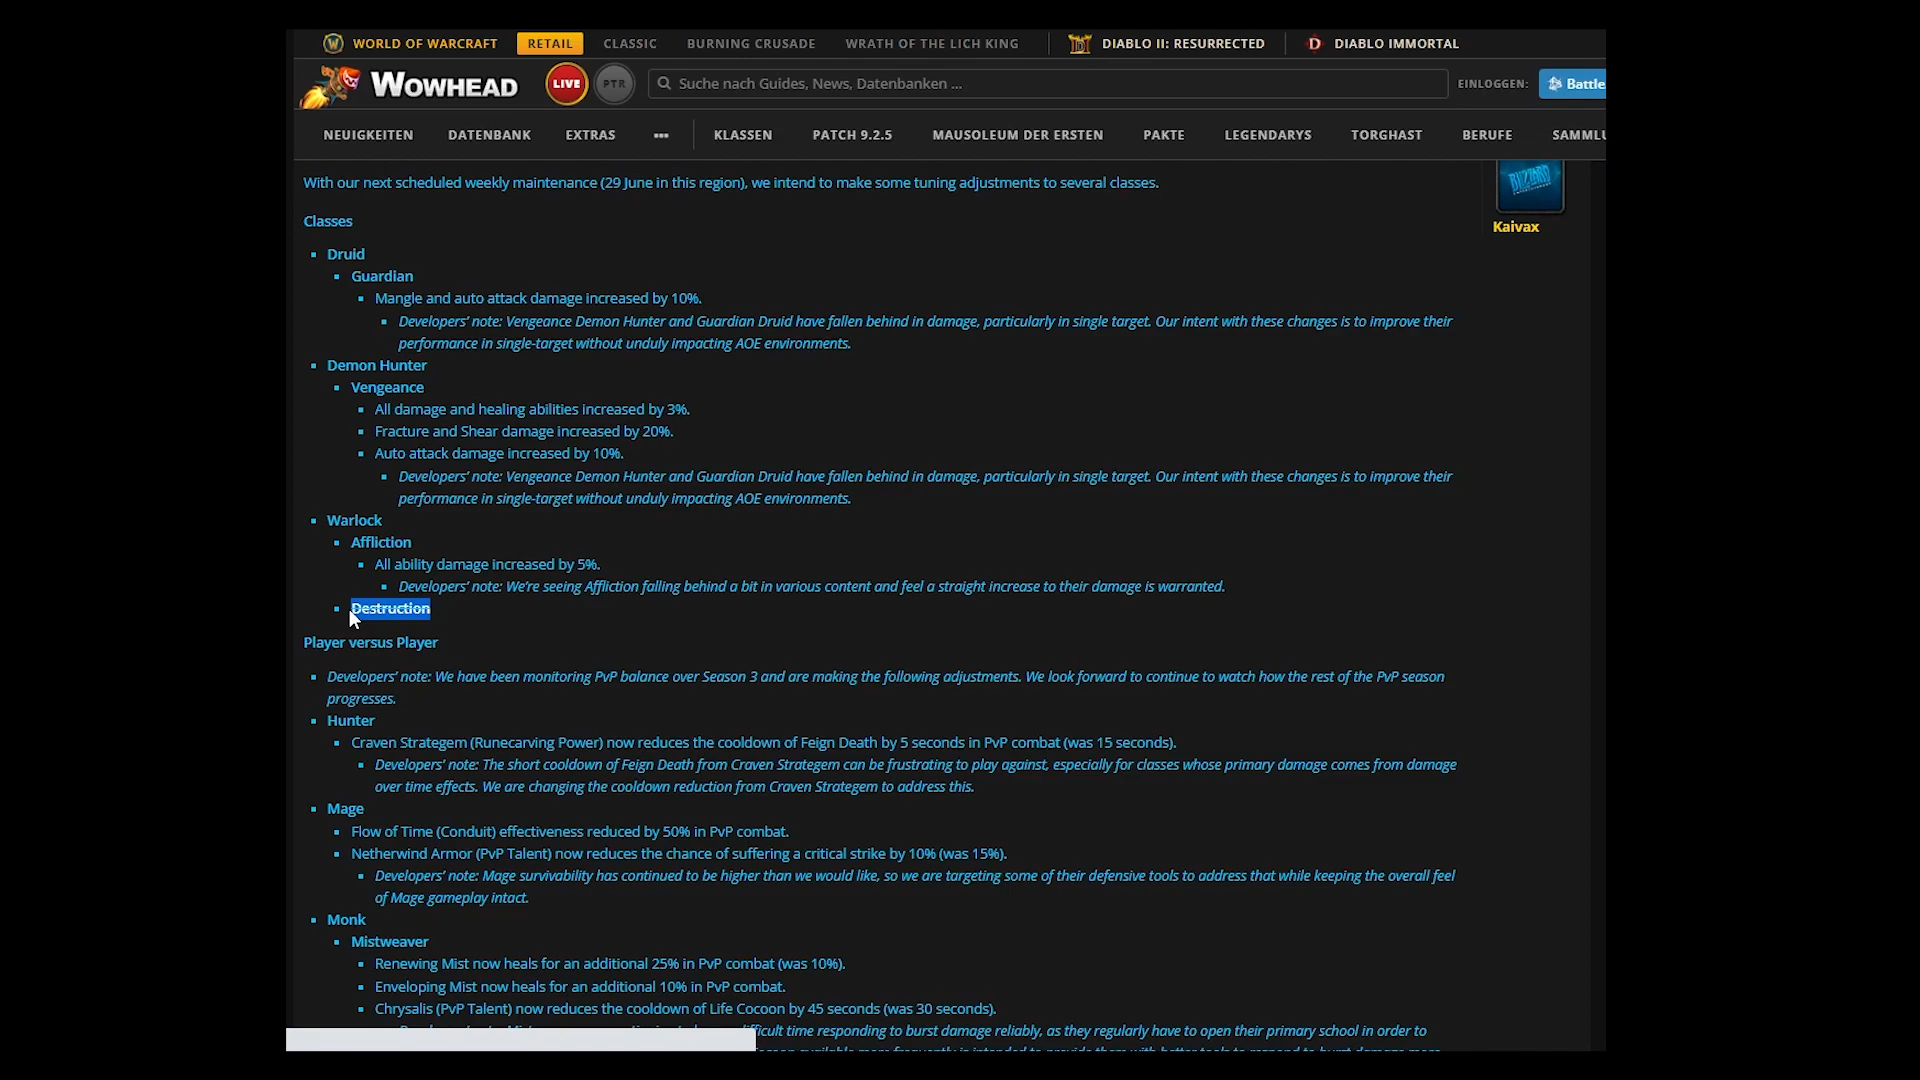 WORLD OF WARCRAFT RETAIL CLASSIC BURNING CRUSADE WRATH OF THE LICH KING DIABLO II: RESURRECTED DIABLO IMMORTAL
WOWHEAD LIVE PTR Suche nach Guides, News, Datenbanken ... EINLOGGEN: Battle
NEUIGKEITEN DATENBANK EXTRAS ••• KLASSEN PATCH 9.2.5 MAUSOLEUM DER ERSTEN PAKTE LEGENDARYS TORGHAST BERUFE SAMMLU
With our next scheduled weekly maintenance (29 June in this region), we intend to make some tuning adjustments to several classes.
BLIZZARD
Kaivax
Classes
Druid
Guardian
Mangle and auto attack damage increased by 10%.
Developers' note: Vengeance Demon Hunter and Guardian Druid have fallen behind in damage, particularly in single target. Our intent with these changes is to improve their
performance in single-target without unduly impacting AOE environments.
Demon Hunter
Vengeance
All damage and healing abilities increased by 3%.
Fracture and Shear damage increased by 20%.
Auto attack damage increased by 10%.
Developers' note: Vengeance Demon Hunter and Guardian Druid have fallen behind in damage, particularly in single target. Our intent with these changes is to improve their
performance in single-target without unduly impacting AOE environments.
Warlock
Affliction
All ability damage increased by 5%.
Developers' note: We're seeing Affliction falling behind a bit in various content and feel a straight increase to their damage is warranted.
Destruction
Player versus Player
Developers' note: We have been monitoring PvP balance over Season 3 and are making the following adjustments. We look forward to continue to watch how the rest of the PvP season
progresses.
Hunter
Craven Strategem (Runecarving Power) now reduces the cooldown of Feign Death by 5 seconds in PvP combat (was 15 seconds).
Developers' note: The short cooldown of Feign Death from Craven Strategem can be frustrating to play against, especially for classes whose primary damage comes from damage
over time effects. We are changing the cooldown reduction from Craven Strategem to address this.
Mage
Flow of Time (Conduit) effectiveness reduced by 50% in PvP combat.
Netherwind Armor (PvP Talent) now reduces the chance of suffering a critical strike by 10% (was 15%).
Developers' note: Mage survivability has continued to be higher than we would like, so we are targeting some of their defensive tools to address that while keeping the overall feel
of Mage gameplay intact.
Monk
Mistweaver
Renewing Mist now heals for an additional 25% in PvP combat (was 10%).
Enveloping Mist now heals for an additional 10% in PvP combat.
Chrysalis (PvP Talent) now reduces the cooldown of Life Cocoon by 45 seconds (was 30 seconds).
time responding to burst damage reliably, as they regularly have to open their primary school in order to